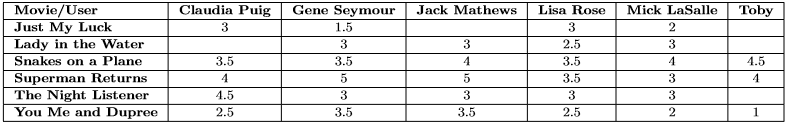 Movie/User Claudia Puig Gene Seymour Jack Mathews Lisa Rose Mick LaSalle Toby
Just My Luck 3 1.5 3 2
Lady in the Water 3 3 2.5 3
Snakes on a Plane 3.5 3.5 4 3.5 4 4.5
Superman Returns 4 5 5 3.5 3 4
The Night Listener 4.5 3 3 3 3
You Me and Dupree 2.5 3.5 3.5 2.5 2 1